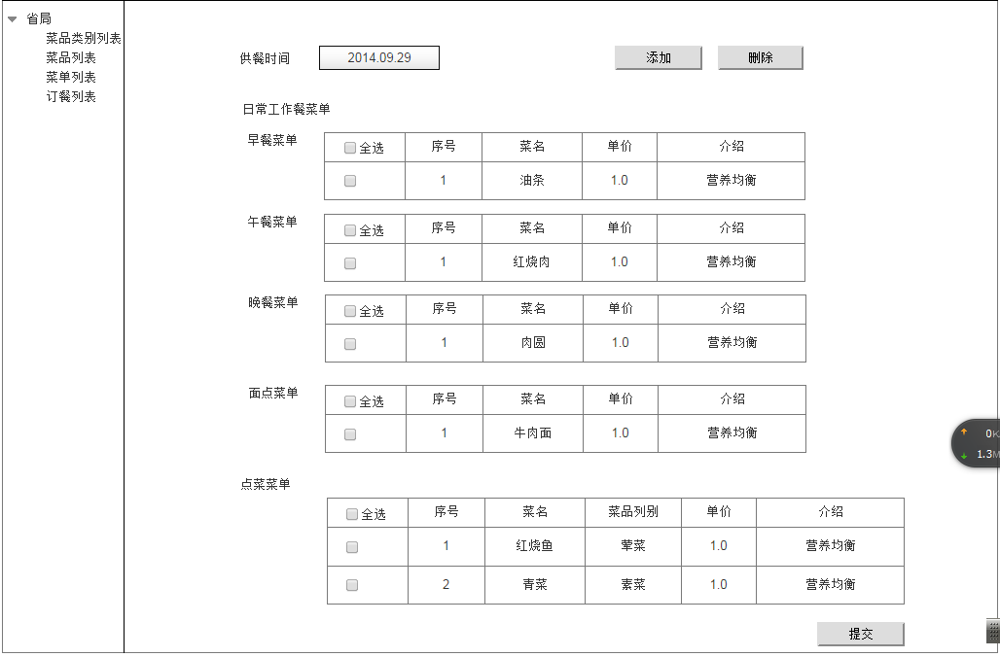 省局
菜品类别列表
菜品列表
菜单列表
订餐列表
供餐时间 2014.09.29 添加 删除
日常工作餐菜单
早餐菜单
全选 序号 菜名 单价 介绍
1 油条 1.0 营养均衡
午餐菜单
全选 序号 菜名 单价 介绍
1 红烧肉 1.0 营养均衡
晚餐菜单
全选 序号 菜名 单价 介绍
1 肉圆 1.0 营养均衡
面点菜单
全选 序号 菜名 单价 介绍
1 牛肉面 1.0 营养均衡
点菜菜单
全选 序号 菜名 菜品列别 单价 介绍
1 红烧鱼 荤菜 1.0 营养均衡
2 青菜 素菜 1.0 营养均衡
提交
0K
1.3M